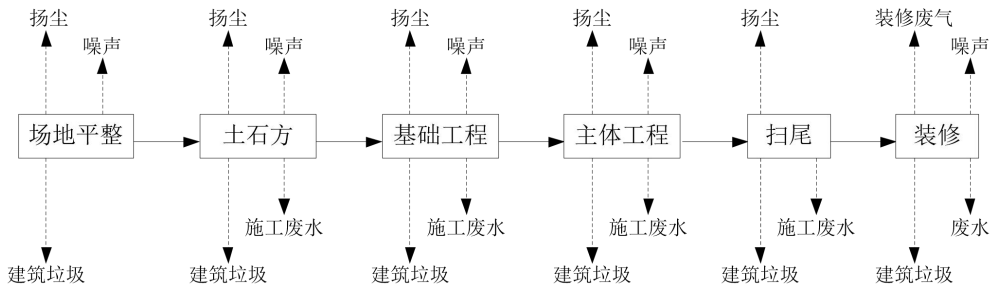 扬尘 扬尘 扬尘 扬尘 扬尘 装修废气
噪声 噪声 噪声 噪声 噪声
场地平整 土石方 基础工程 主体工程 扫尾 装修
施工废水 施工废水 施工废水 施工废水 废水
建筑垃圾 建筑垃圾 建筑垃圾 建筑垃圾 建筑垃圾 建筑垃圾